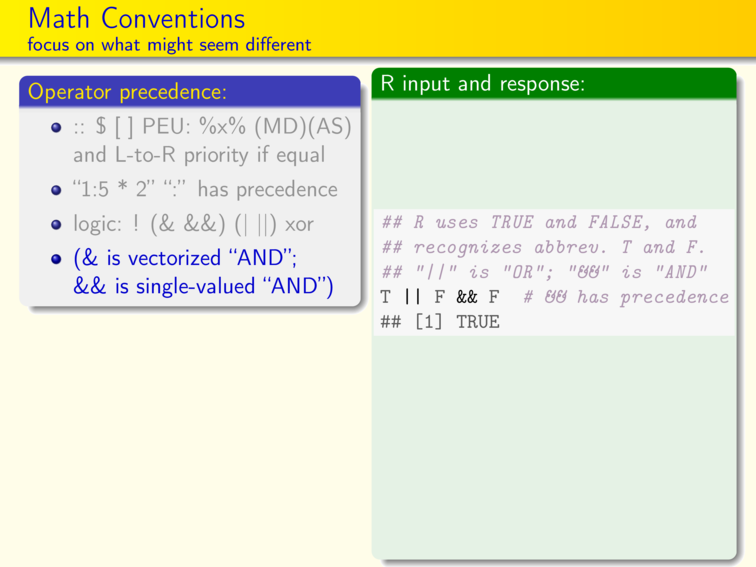 Math Conventions
focus on what might seem different
Operator precedence:
:: $ [ ] PEU: %x% (MD)(AS)
and L-to-R priority if equal
“1:5 * 2” “:” has precedence
logic: ! (& &&) (| ||) xor
(& is vectorized “AND”;
&& is single-valued “AND”)
R input and response:
## R uses TRUE and FALSE, and
## recognizes abbrev. T and F.
## "||" is "OR"; "&&" is "AND"
T || F && F # && has precedence
## [1] TRUE